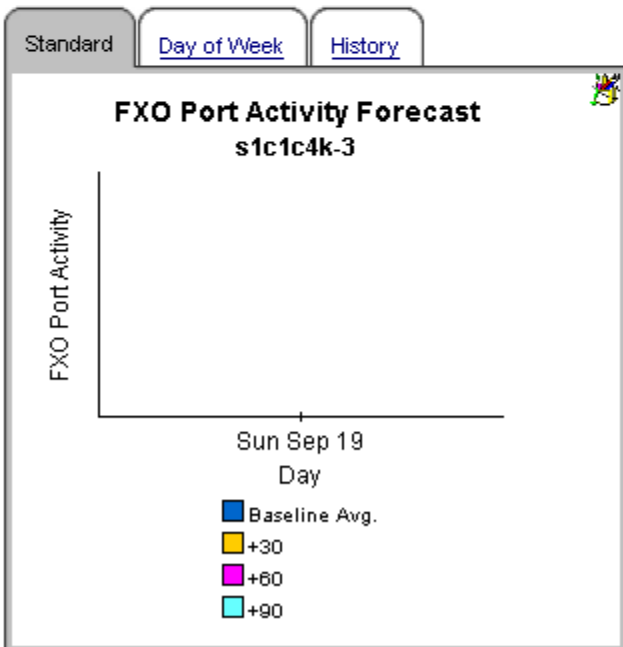 Standard Day of Week History
FXO Port Activity Forecast
s1c1c4k-3
FXO Port Activity
Sun Sep 19
Day
Baseline Avg.
+30
+60
+90